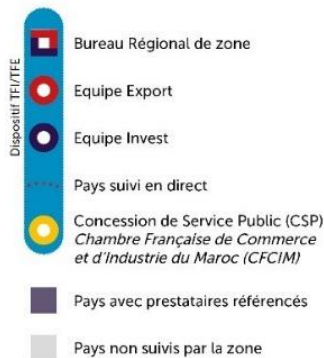 Dispositif TFI/TFE
Bureau Régional de zone
Equipe Export
Equipe Invest
Pays suivi en direct
Concession de Service Public (CSP)
Chambre Française de Commerce
et d'Industrie du Maroc (CFCIM)
Pays avec prestataires référencés
Pays non suivis par la zone